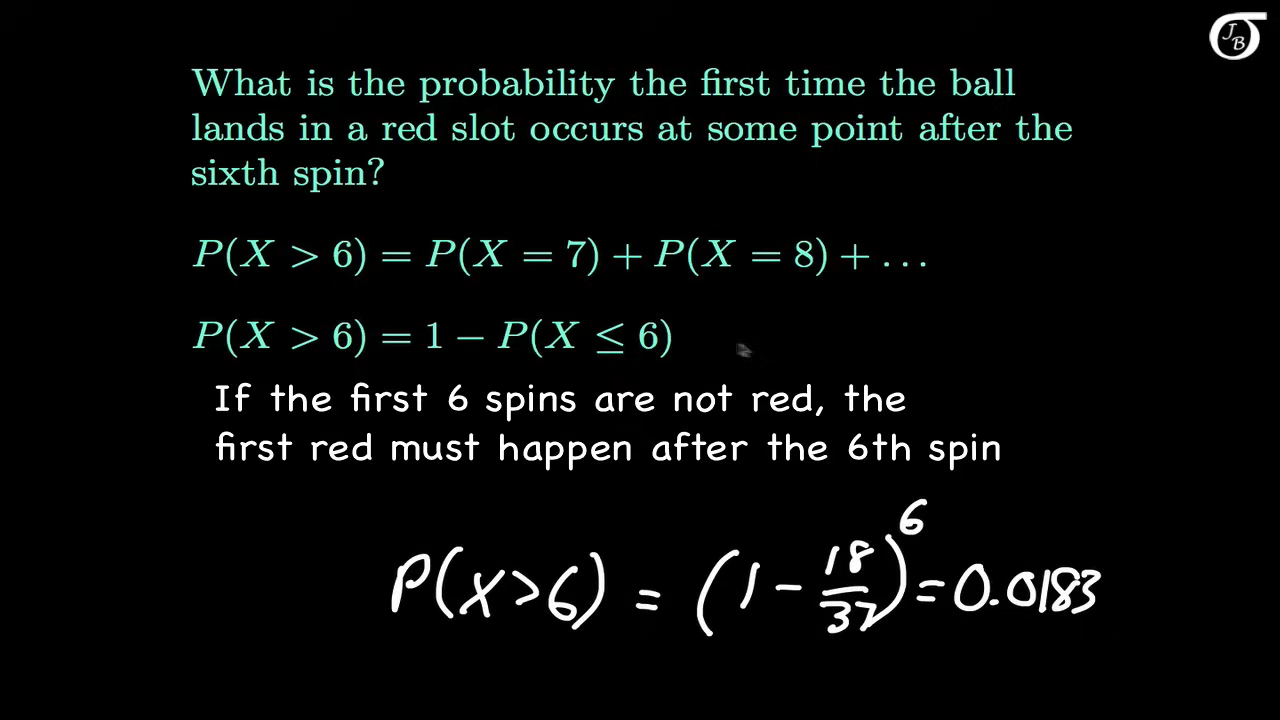 JB
What is the probability the first time the ball
lands in a red slot occurs at some point after the
sixth spin?
P(X > 6) = P(X = 7) + P(X = 8) + ...
P(X > 6) = 1 − P(X ≤ 6)
If the first 6 spins are not red, the
first red must happen after the 6th spin
P(X>6) = (1 - 18/37)^6 = 0.0183